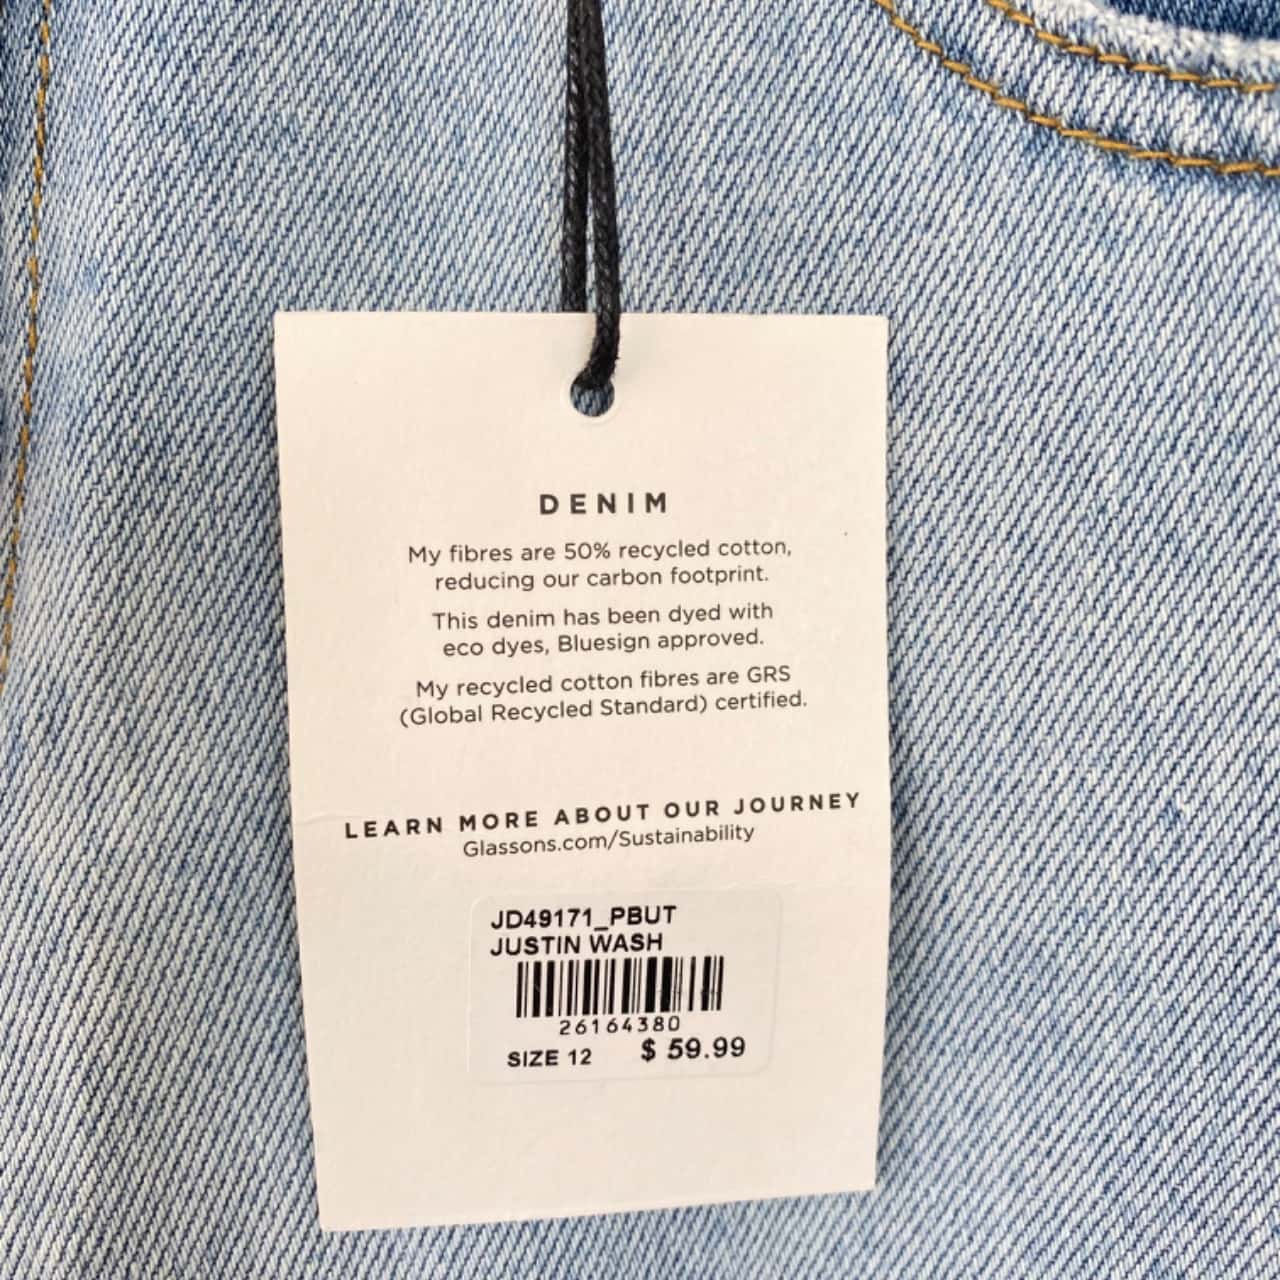 DENIM
My fibres are 50% recycled cotton,
reducing our carbon footprint.
This denim has been dyed with
eco dyes, Bluesign approved.
My recycled cotton fibres are GRS
(Global Recycled Standard) certified.
LEARN MORE ABOUT OUR JOURNEY
Glassons.com/Sustainability
JD49171_PBUT
JUSTIN WASH
26164380
SIZE 12 $ 59.99